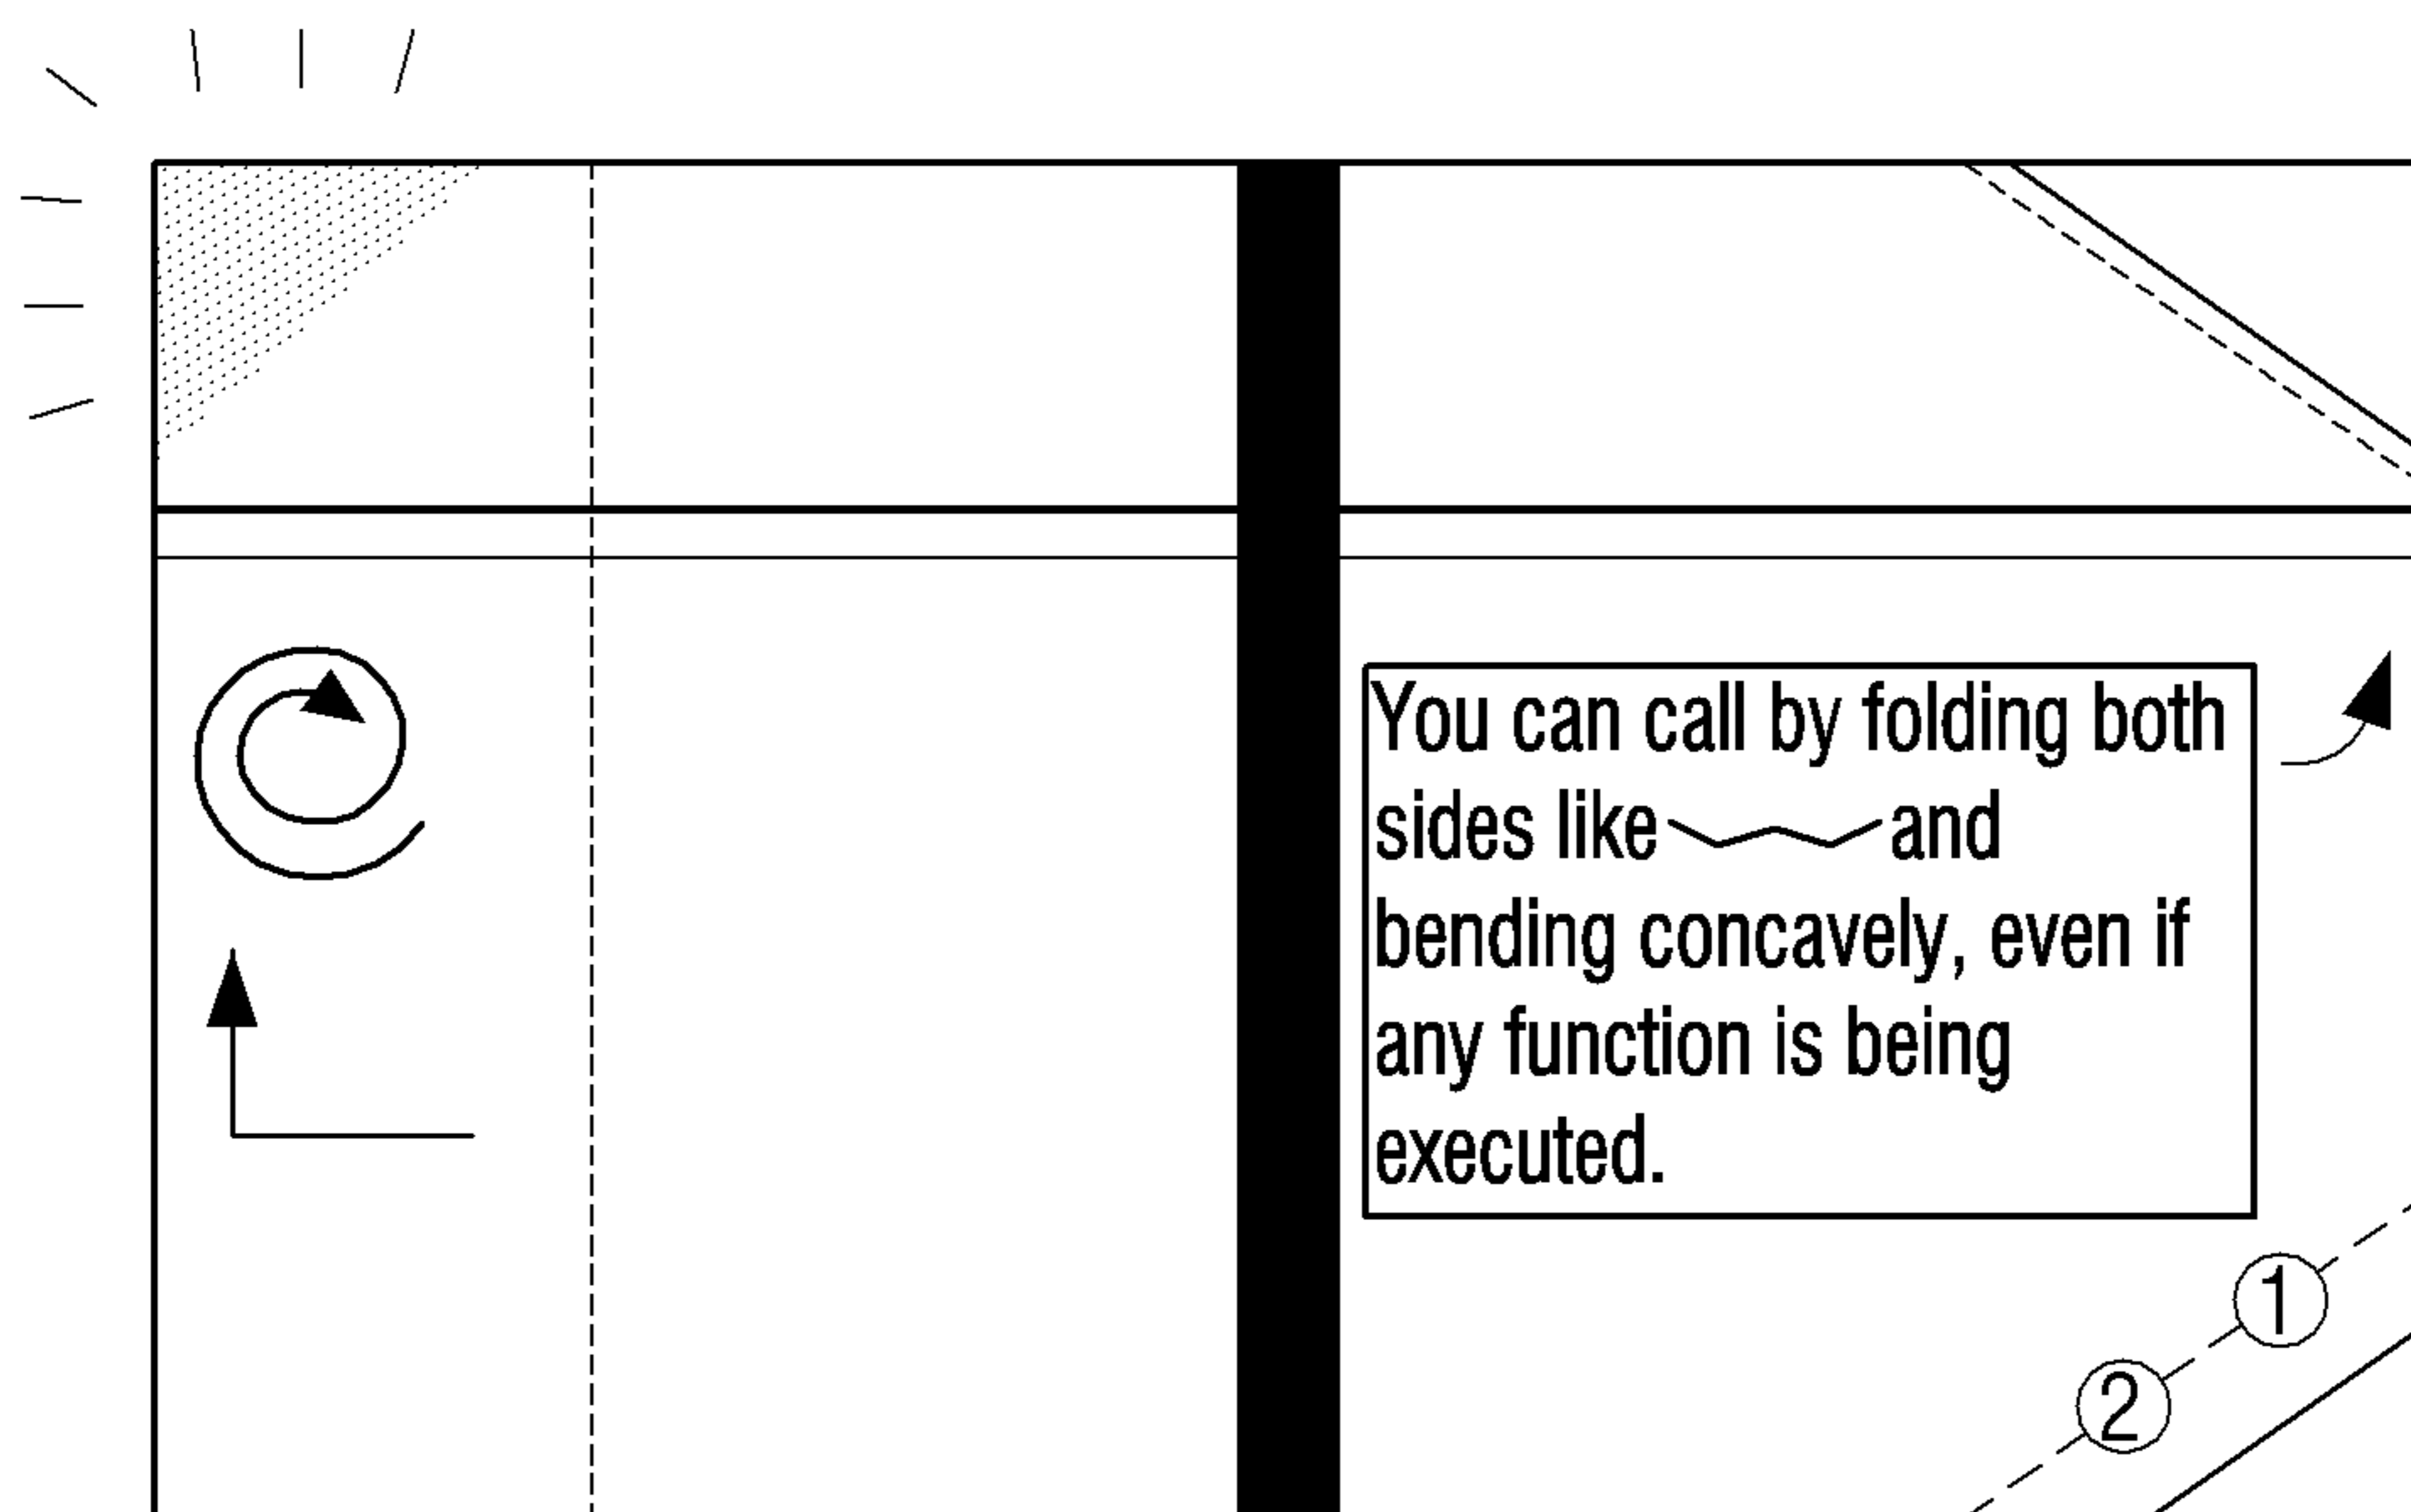 You can call by folding both
sides like and
bending concavely, even if
any function is being
executed.
1
2